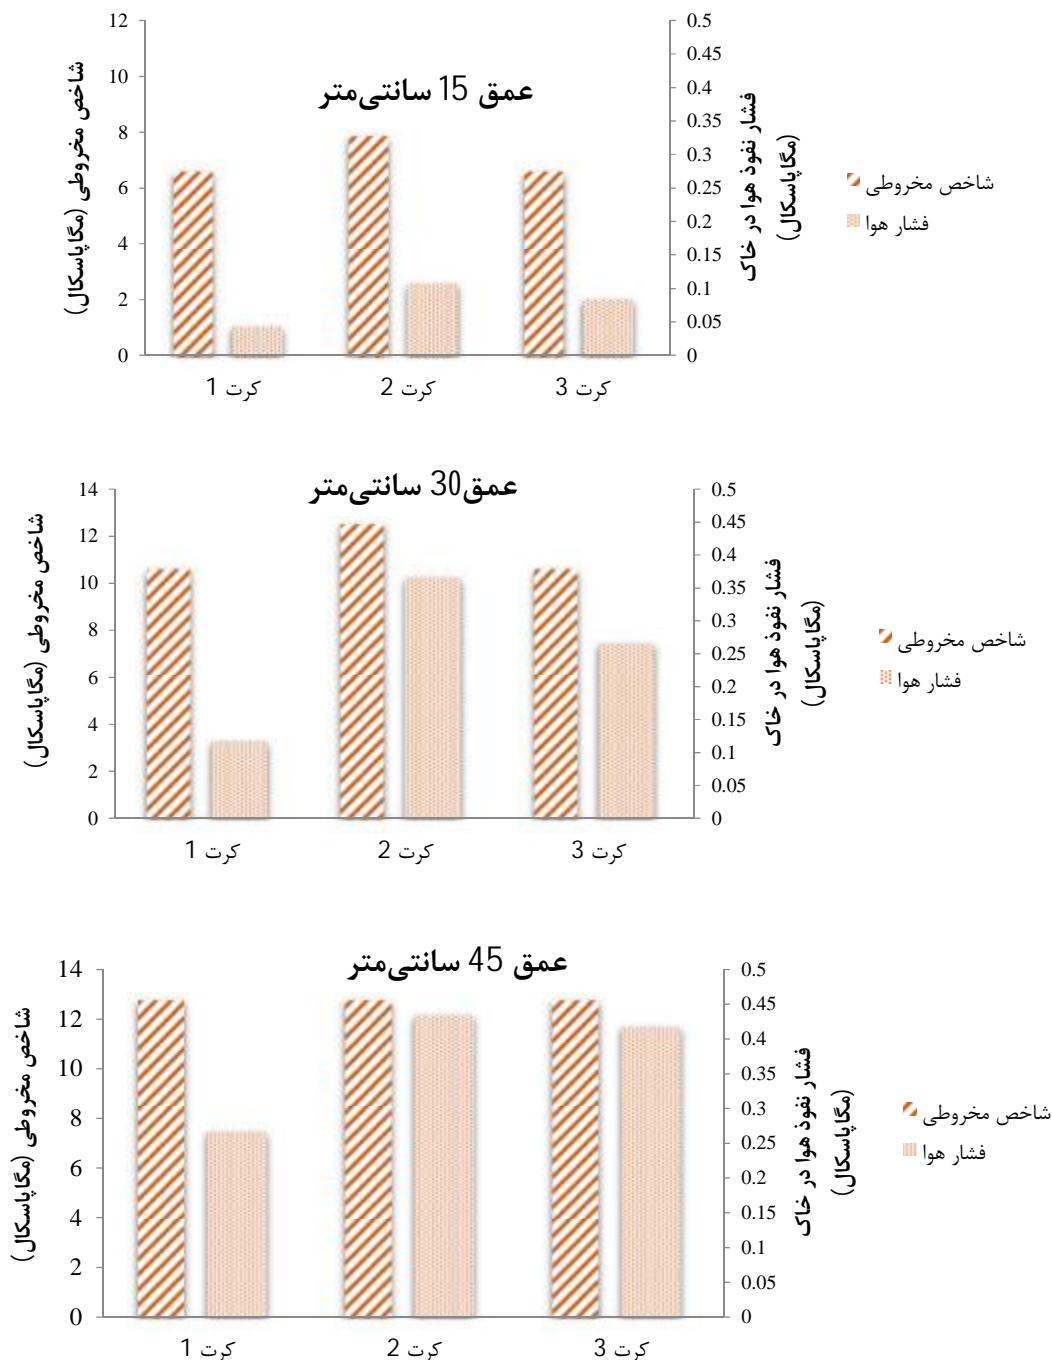 عمق 15 سانتی‌متر
شاخص مخروطی (مگاپاسکال)
12
10
8
6
4
2
0
0.5
0.45
0.4
0.35
0.3
0.25
0.2
0.15
0.1
0.05
0
فشار نفوذ هوا در خاک
(مگاپاسکال)
شاخص مخروطی
فشار هوا
کرت 1
کرت 2
کرت 3
عمق30 سانتی‌متر
شاخص مخروطی (مگاپاسکال)
14
12
10
8
6
4
2
0
0.5
0.45
0.4
0.35
0.3
0.25
0.2
0.15
0.1
0.05
0
فشار نفوذ هوا در خاک
(مگاپاسکال)
شاخص مخروطی
فشار هوا
کرت 1
کرت 2
کرت 3
عمق 45 سانتی‌متر
شاخص مخروطی (مگاپاسکال)
14
12
10
8
6
4
2
0
0.5
0.45
0.4
0.35
0.3
0.25
0.2
0.15
0.1
0.05
0
فشار نفوذ هوا در خاک
(مگاپاسکال)
شاخص مخروطی
فشار هوا
کرت 1
کرت 2
کرت 3